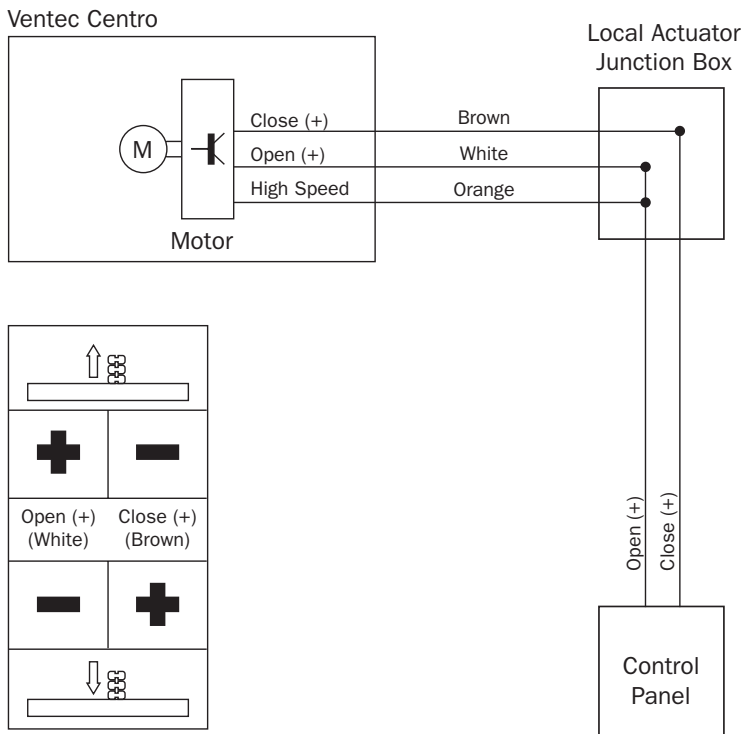 Ventec Centro
Local Actuator
Junction Box
Close (+)
Brown
Open (+)
White
High Speed
Orange
M
Motor
Open (+)
(White)
Close (+)
(Brown)
Open (+)
Close (+)
Control
Panel